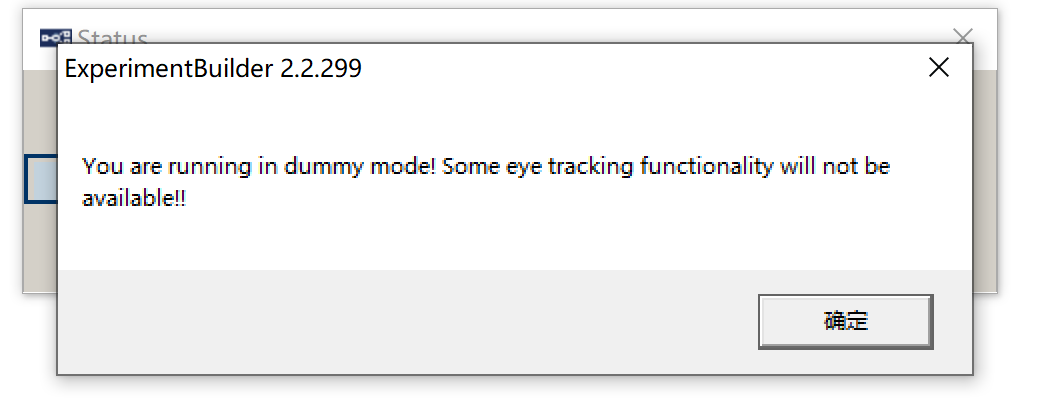 Status
ExperimentBuilder 2.2.299
You are running in dummy mode! Some eye tracking functionality will not be
available!!
确定